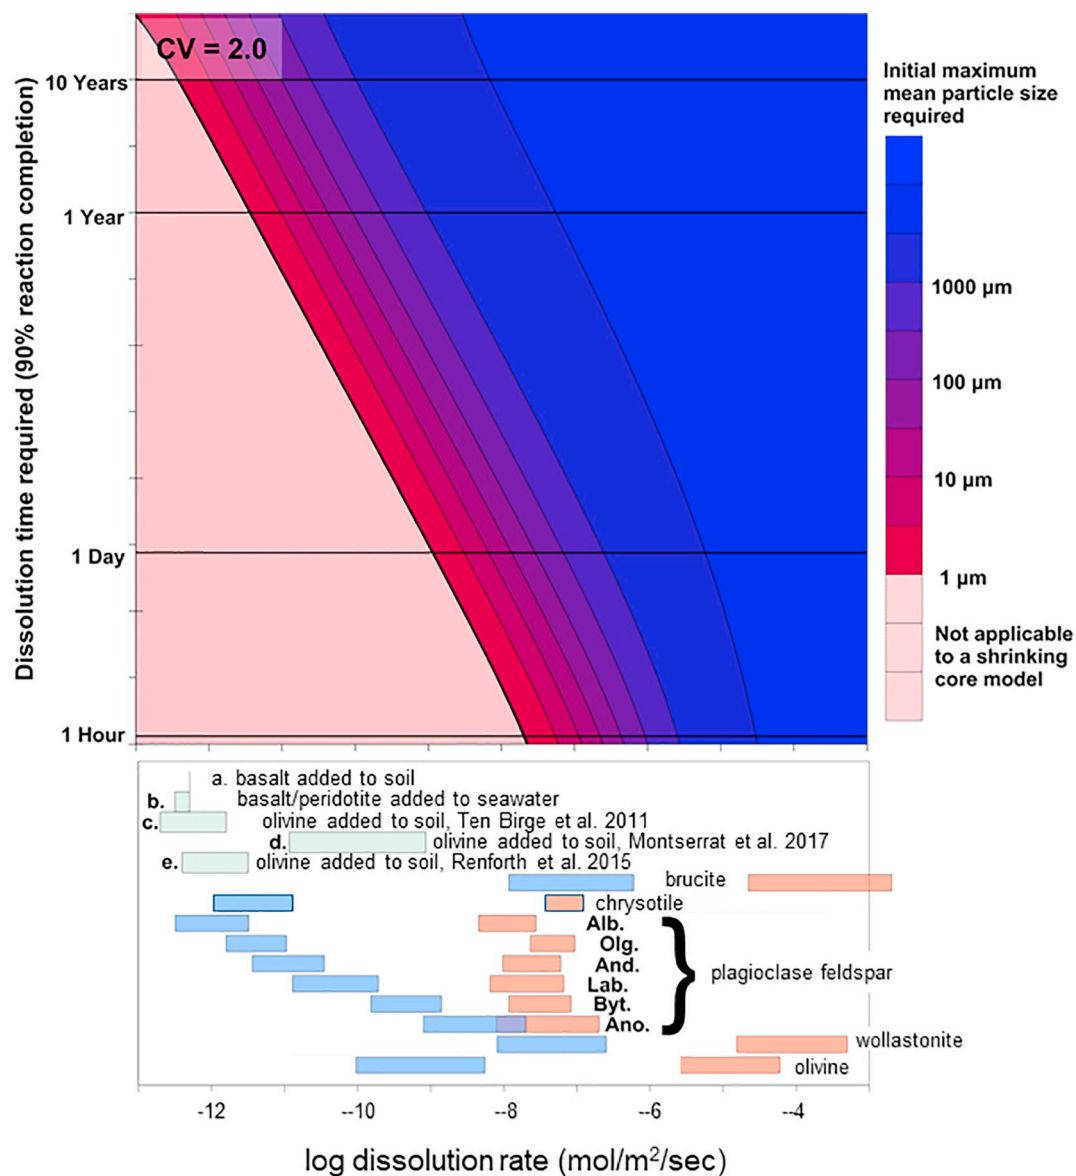 CV = 2.0
Dissolution time required (90% reaction completion)
10 Years
1 Year
1 Day
1 Hour
Initial maximum
mean particle size
required
1000 µm
100 µm
10 µm
1 µm
Not applicable
to a shrinking
core model
a. basalt added to soil
b. basalt/peridotite added to seawater
c. olivine added to soil, Ten Birge et al. 2011
d. olivine added to soil, Montserrat et al. 2017
e. olivine added to soil, Renforth et al. 2015
brucite
chrysotile
Alb.
Olg.
And.
Lab.
Byt.
Ano.
plagioclase feldspar
wollastonite
olivine
-12 --10 --8 --6 --4
log dissolution rate (mol/m²/sec)